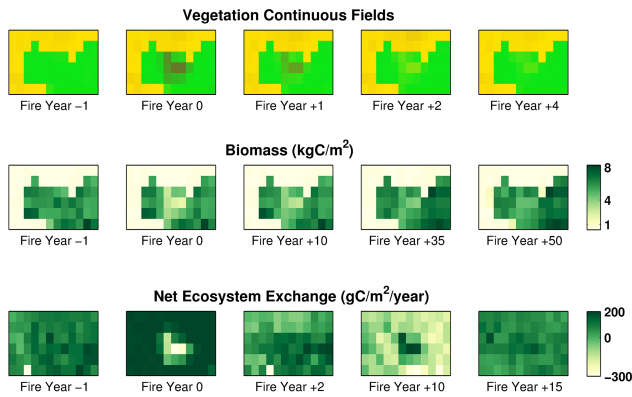 Vegetation Continuous Fields
Fire Year −1 Fire Year 0 Fire Year +1 Fire Year +2 Fire Year +4
Biomass (kgC/m²)
8
4
1
Fire Year −1 Fire Year 0 Fire Year +10 Fire Year +35 Fire Year +50
Net Ecosystem Exchange (gC/m²/year)
200
0
−300
Fire Year −1 Fire Year 0 Fire Year +2 Fire Year +10 Fire Year +15